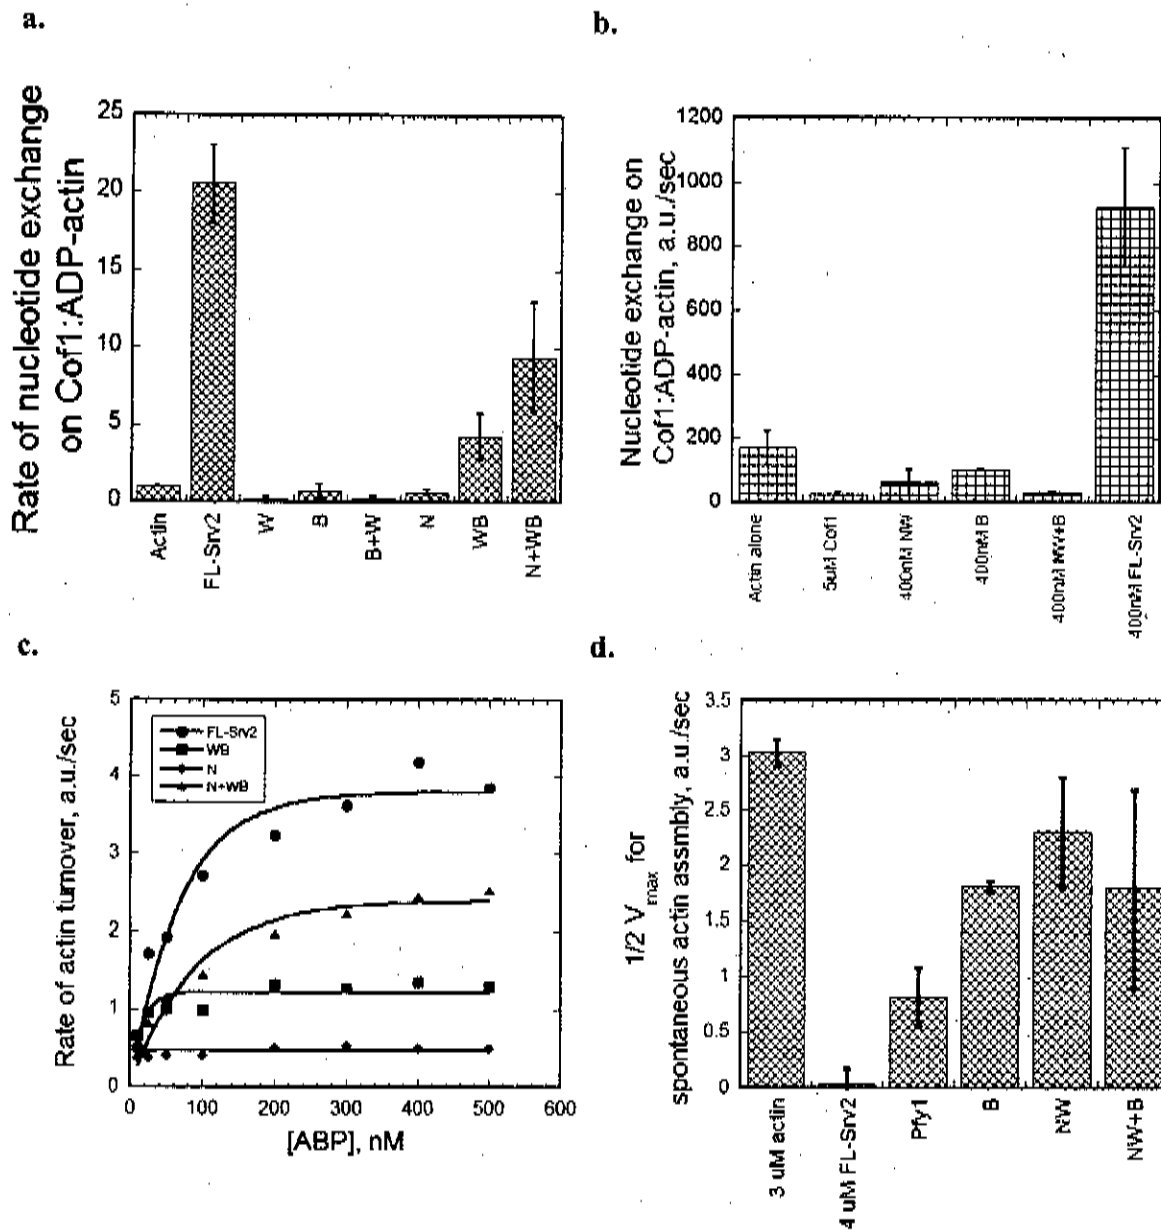 a.
Rate of nucleotide exchange
on Cof1:ADP-actin
25
20
15
10
5
0
Actin
FL-Srv2
W
B
B+W
N
WB
N+WB
b.
Nucleotide exchange on
Cof1:ADP-actin, a.u./sec
1200
1000
800
600
400
200
0
Actin alone
5uM Cof1
400nM NW
400nM B
400nM NW+B
400nM FL-Srv2
c.
Rate of actin turnover, a.u./sec
5
4
3
2
1
0
FL-Srv2
WB
N
N+WB
0 100 200 300 400 500 600
[ABP], nM
d.
1/2 Vmax for
spontaneous actin assmbly, a.u./sec
3.5
3
2.5
2
1.5
1
0.5
0
3 uM actin
4 uM FL-Srv2
Pfy1
B
NW
NW+B